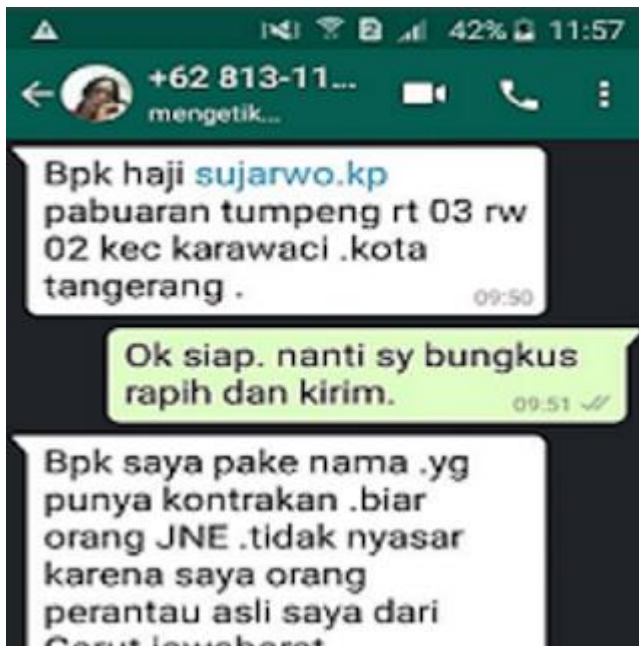 2 42% 11:57
+62 813-11...
mengetik...
Bpk haji sujarwo.kp
pabuaran tumpeng rt 03 rw
02 kec karawaci .kota
tangerang .
09:50
Ok siap. nanti sy bungkus
rapih dan kirim.
09:51
Bpk saya pake nama .yg
punya kontrakan .biar
orang JNE .tidak nyasar
karena saya orang
perantau asli saya dari